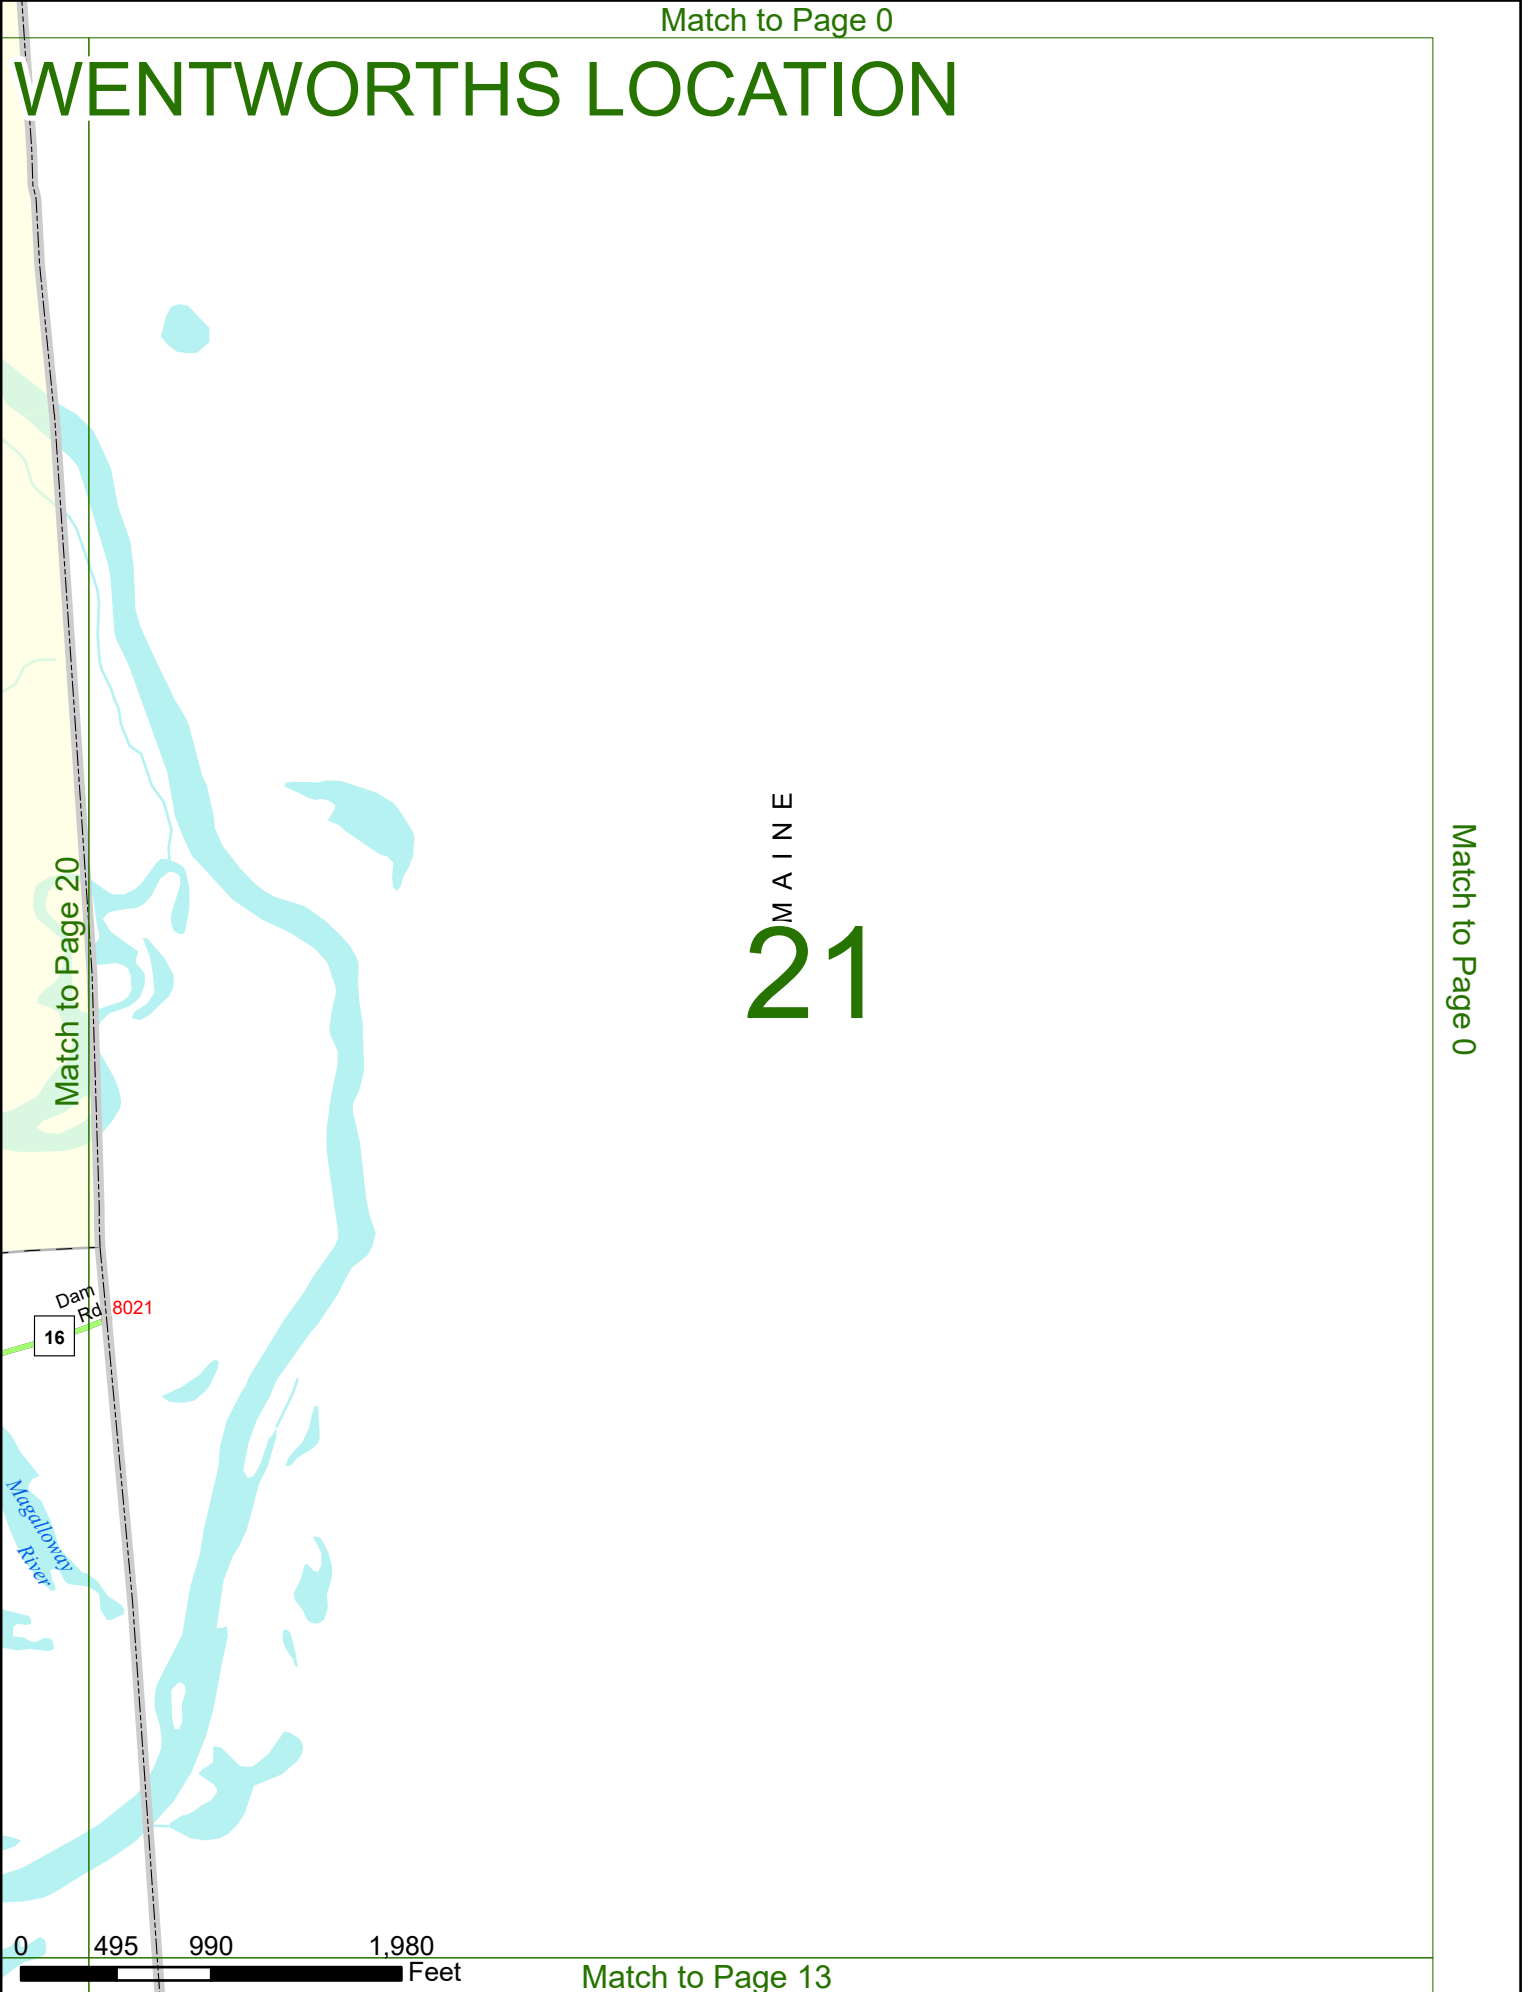 Match to Page 0
WENTWORTHS LOCATION
MAINE
21
Match to Page 20
Match to Page 0
Dam
Rd
8021
16
Magalloway
River
0 495 990 1,980
Feet
Match to Page 13